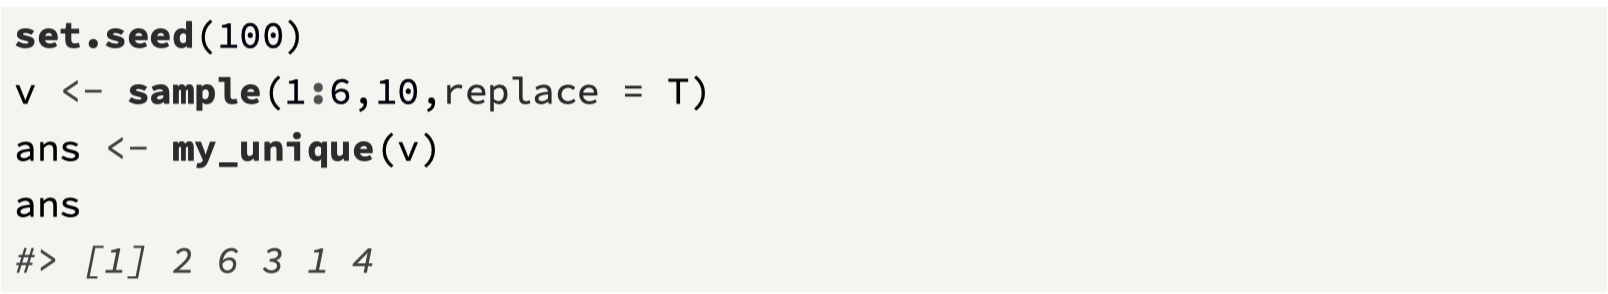 set.seed(100)
v <- sample(1:6,10,replace = T)
ans <- my_unique(v)
ans
#> [1] 2 6 3 1 4